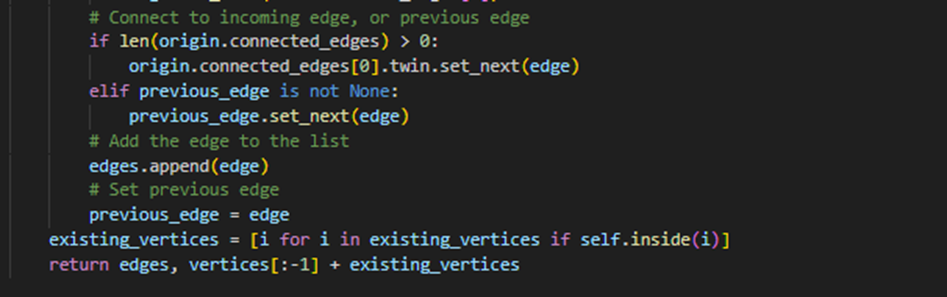 # Connect to incoming edge, or previous edge
if len(origin.connected_edges) > 0:
origin.connected_edges[0].twin.set_next(edge)
elif previous_edge is not None:
previous_edge.set_next(edge)
# Add the edge to the list
edges.append(edge)
# Set previous edge
previous_edge = edge
existing_vertices = [i for i in existing_vertices if self.inside(i)]
return edges, vertices[:-1] + existing_vertices